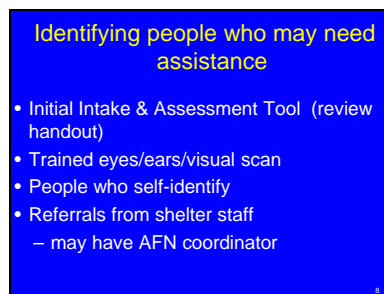 Identifying people who may need
assistance
• Initial Intake & Assessment Tool (review
handout)
• Trained eyes/ears/visual scan
• People who self-identify
• Referrals from shelter staff
– may have AFN coordinator
8